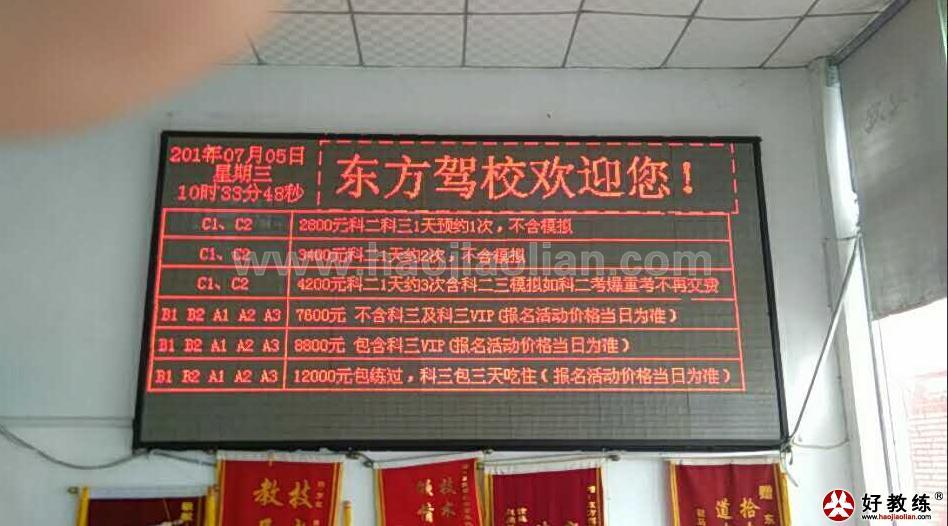 201年07月05日
星期三
10时33分48秒
东方驾校欢迎您！
C1、C2 2800元科二科三1天预约1次，不含模拟
C1、C2 3400元科二1天约2次，不含模拟
C1、C2 4200元科二1天约3次含科二三模拟如科二考爆重考不再交费
B1 B2 A1 A2 A3 7600元 不含科三及科三VIP（报名活动价格当日为准）
B1 B2 A1 A2 A3 8800元 包含科三VIP（报名活动价格当日为准）
B1 B2 A1 A2 A3 12000元包练过，科三包三天吃住（报名活动价格当日为准）
www.haojiaolian.com
教技
技术
道拾
赠
好教练®
www.haojiaolian.com